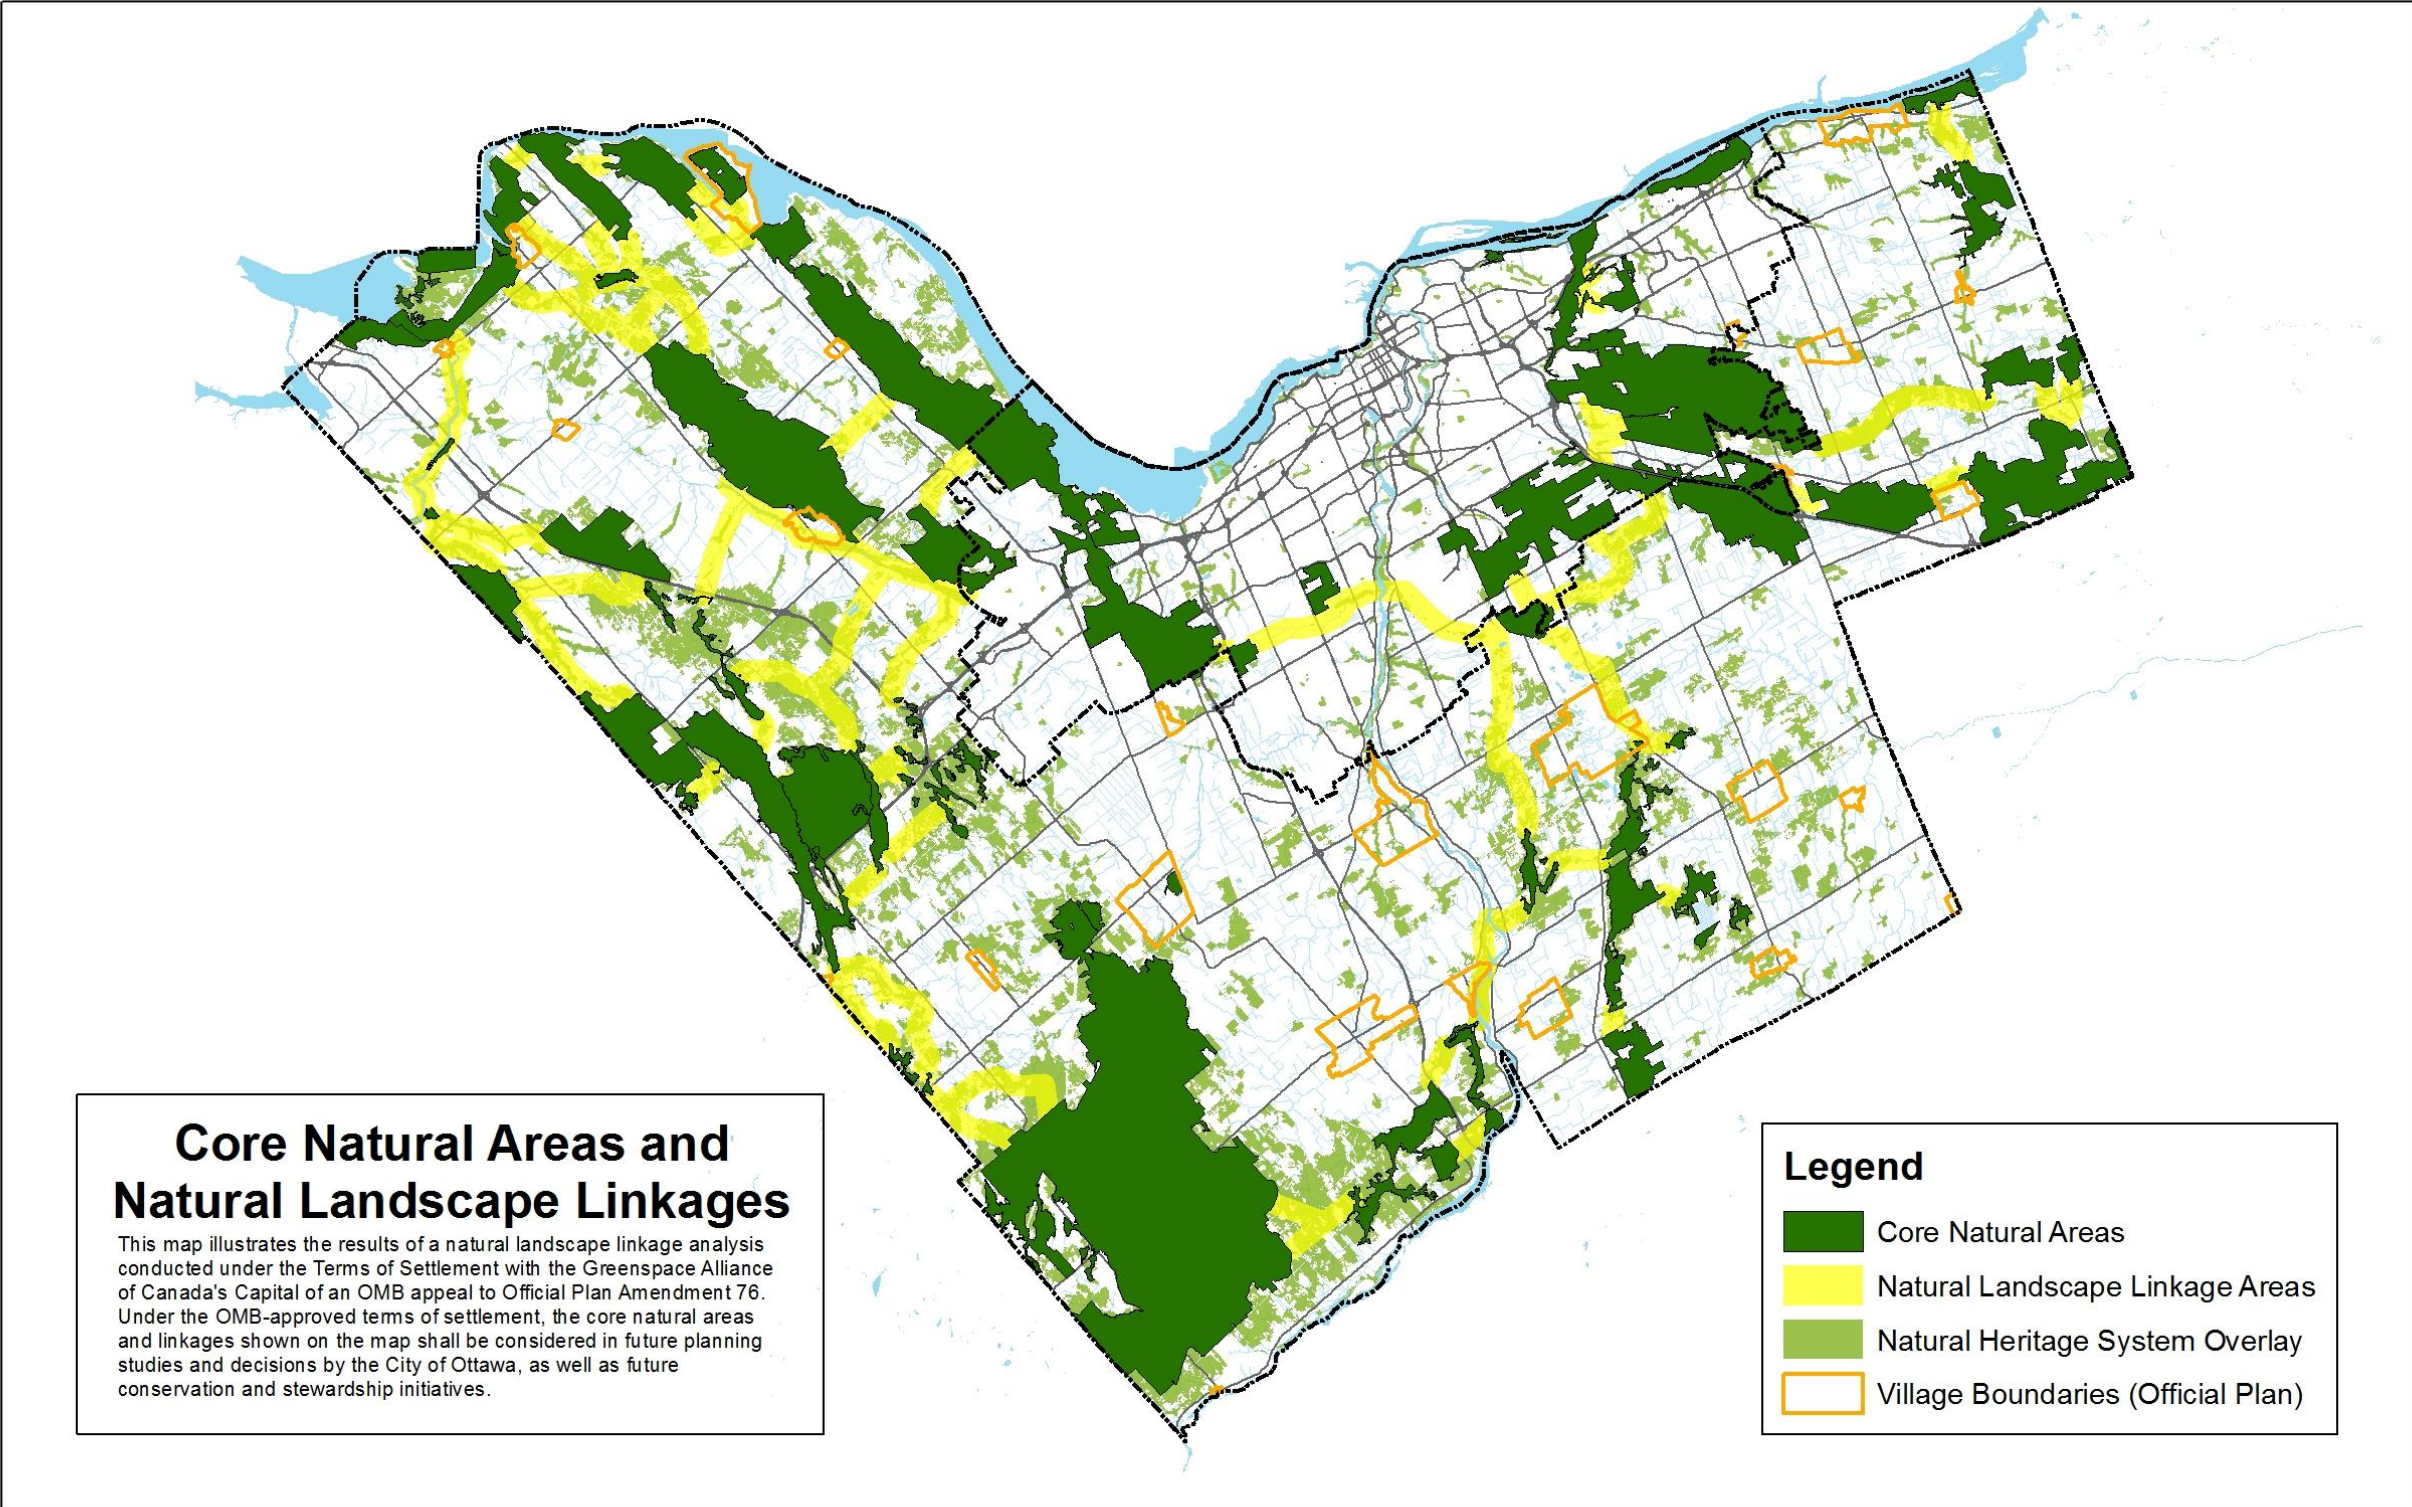 Core Natural Areas and
Natural Landscape Linkages
This map illustrates the results of a natural landscape linkage analysis
conducted under the Terms of Settlement with the Greenspace Alliance
of Canada's Capital of an OMB appeal to Official Plan Amendment 76.
Under the OMB-approved terms of settlement, the core natural areas
and linkages shown on the map shall be considered in future planning
studies and decisions by the City of Ottawa, as well as future
conservation and stewardship initiatives.
Legend
Core Natural Areas
Natural Landscape Linkage Areas
Natural Heritage System Overlay
Village Boundaries (Official Plan)